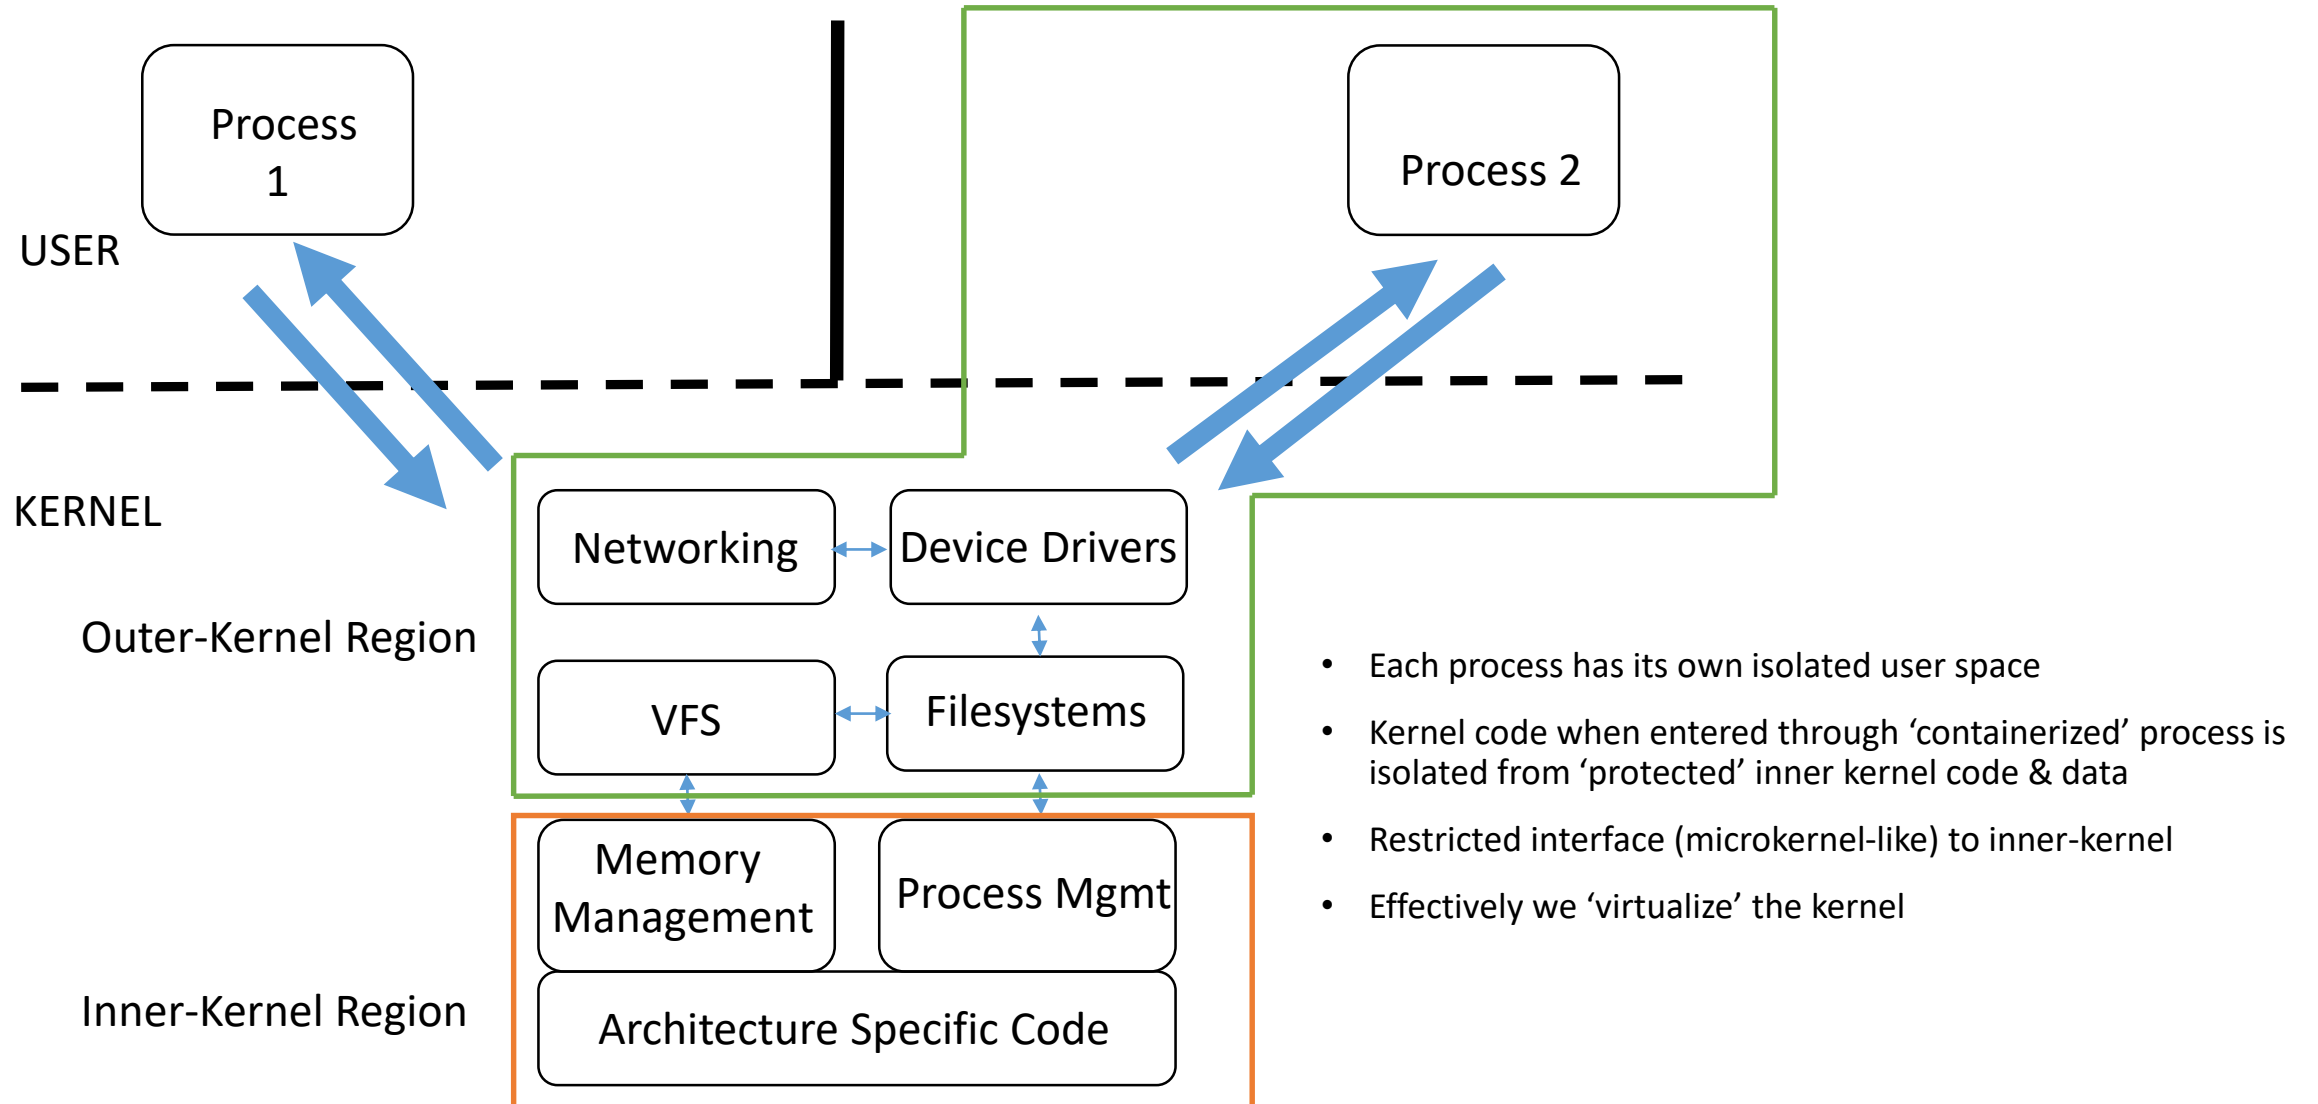 Process
1
Process 2
USER
KERNEL
Networking
Device Drivers
Outer-Kernel Region
VFS
Filesystems
• Each process has its own isolated user space
• Kernel code when entered through ‘containerized’ process is
isolated from ‘protected’ inner kernel code & data
• Restricted interface (microkernel-like) to inner-kernel
• Effectively we ‘virtualize’ the kernel
Memory
Management
Process Mgmt
Inner-Kernel Region
Architecture Specific Code